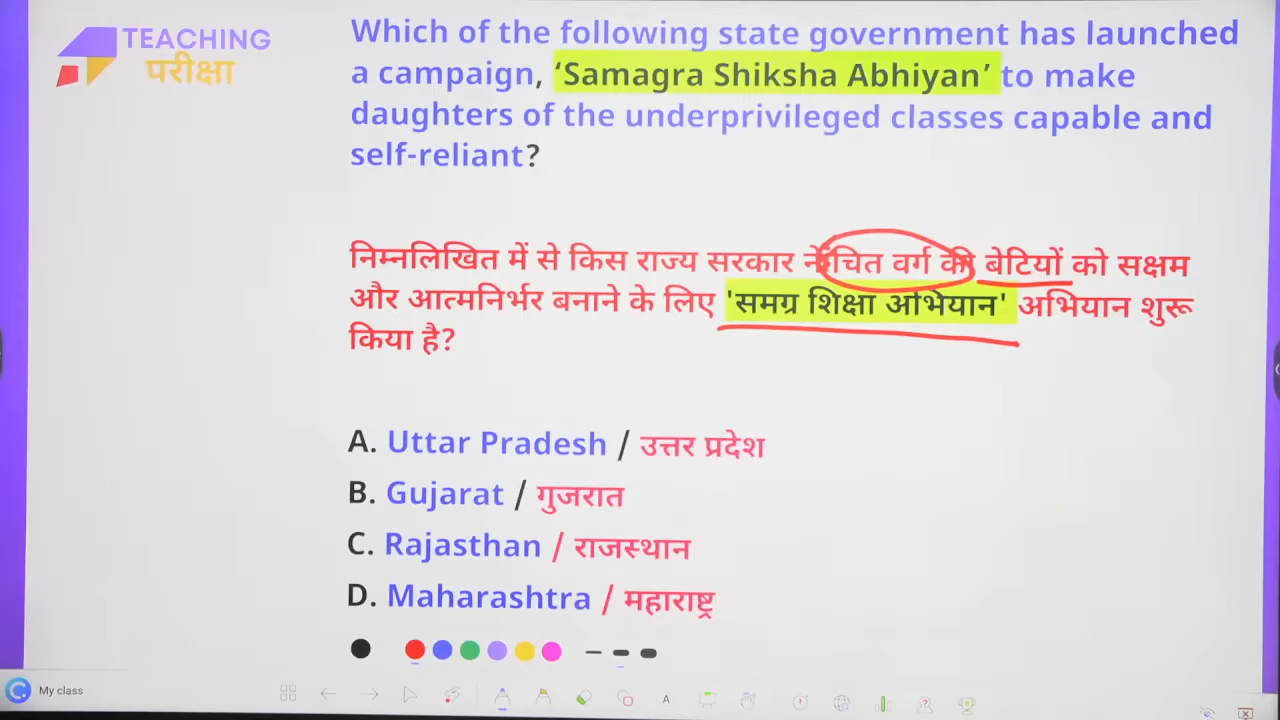 TEACHING
परीक्षा
Which of the following state government has launched
a campaign, ‘Samagra Shiksha Abhiyan’ to make
daughters of the underprivileged classes capable and
self-reliant?
निम्नलिखित में से किस राज्य सरकार ने चित वर्ग की बेटियों को सक्षम
और आत्मनिर्भर बनाने के लिए 'समग्र शिक्षा अभियान' अभियान शुरू
किया है?
A. Uttar Pradesh / उत्तर प्रदेश
B. Gujarat / गुजरात
C. Rajasthan / राजस्थान
D. Maharashtra / महाराष्ट्र
My class